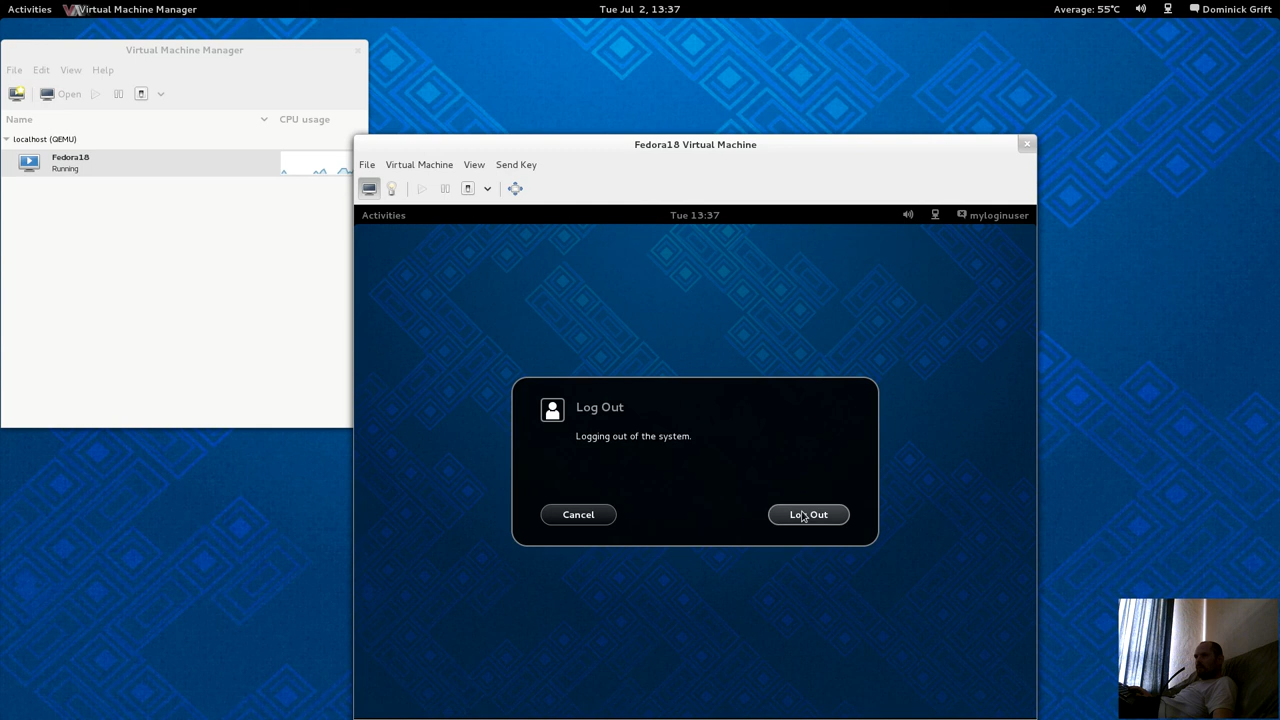 Activities Virtual Machine Manager Tue Jul 2, 13:37 Average: 55°C Dominick Grift
Virtual Machine Manager
File Edit View Help
Open
Name CPU usage
localhost (QEMU)
Fedora18
Running
Fedora18 Virtual Machine
File Virtual Machine View Send Key
Activities Tue 13:37 myloginuser
Log Out
Logging out of the system.
Cancel Log Out